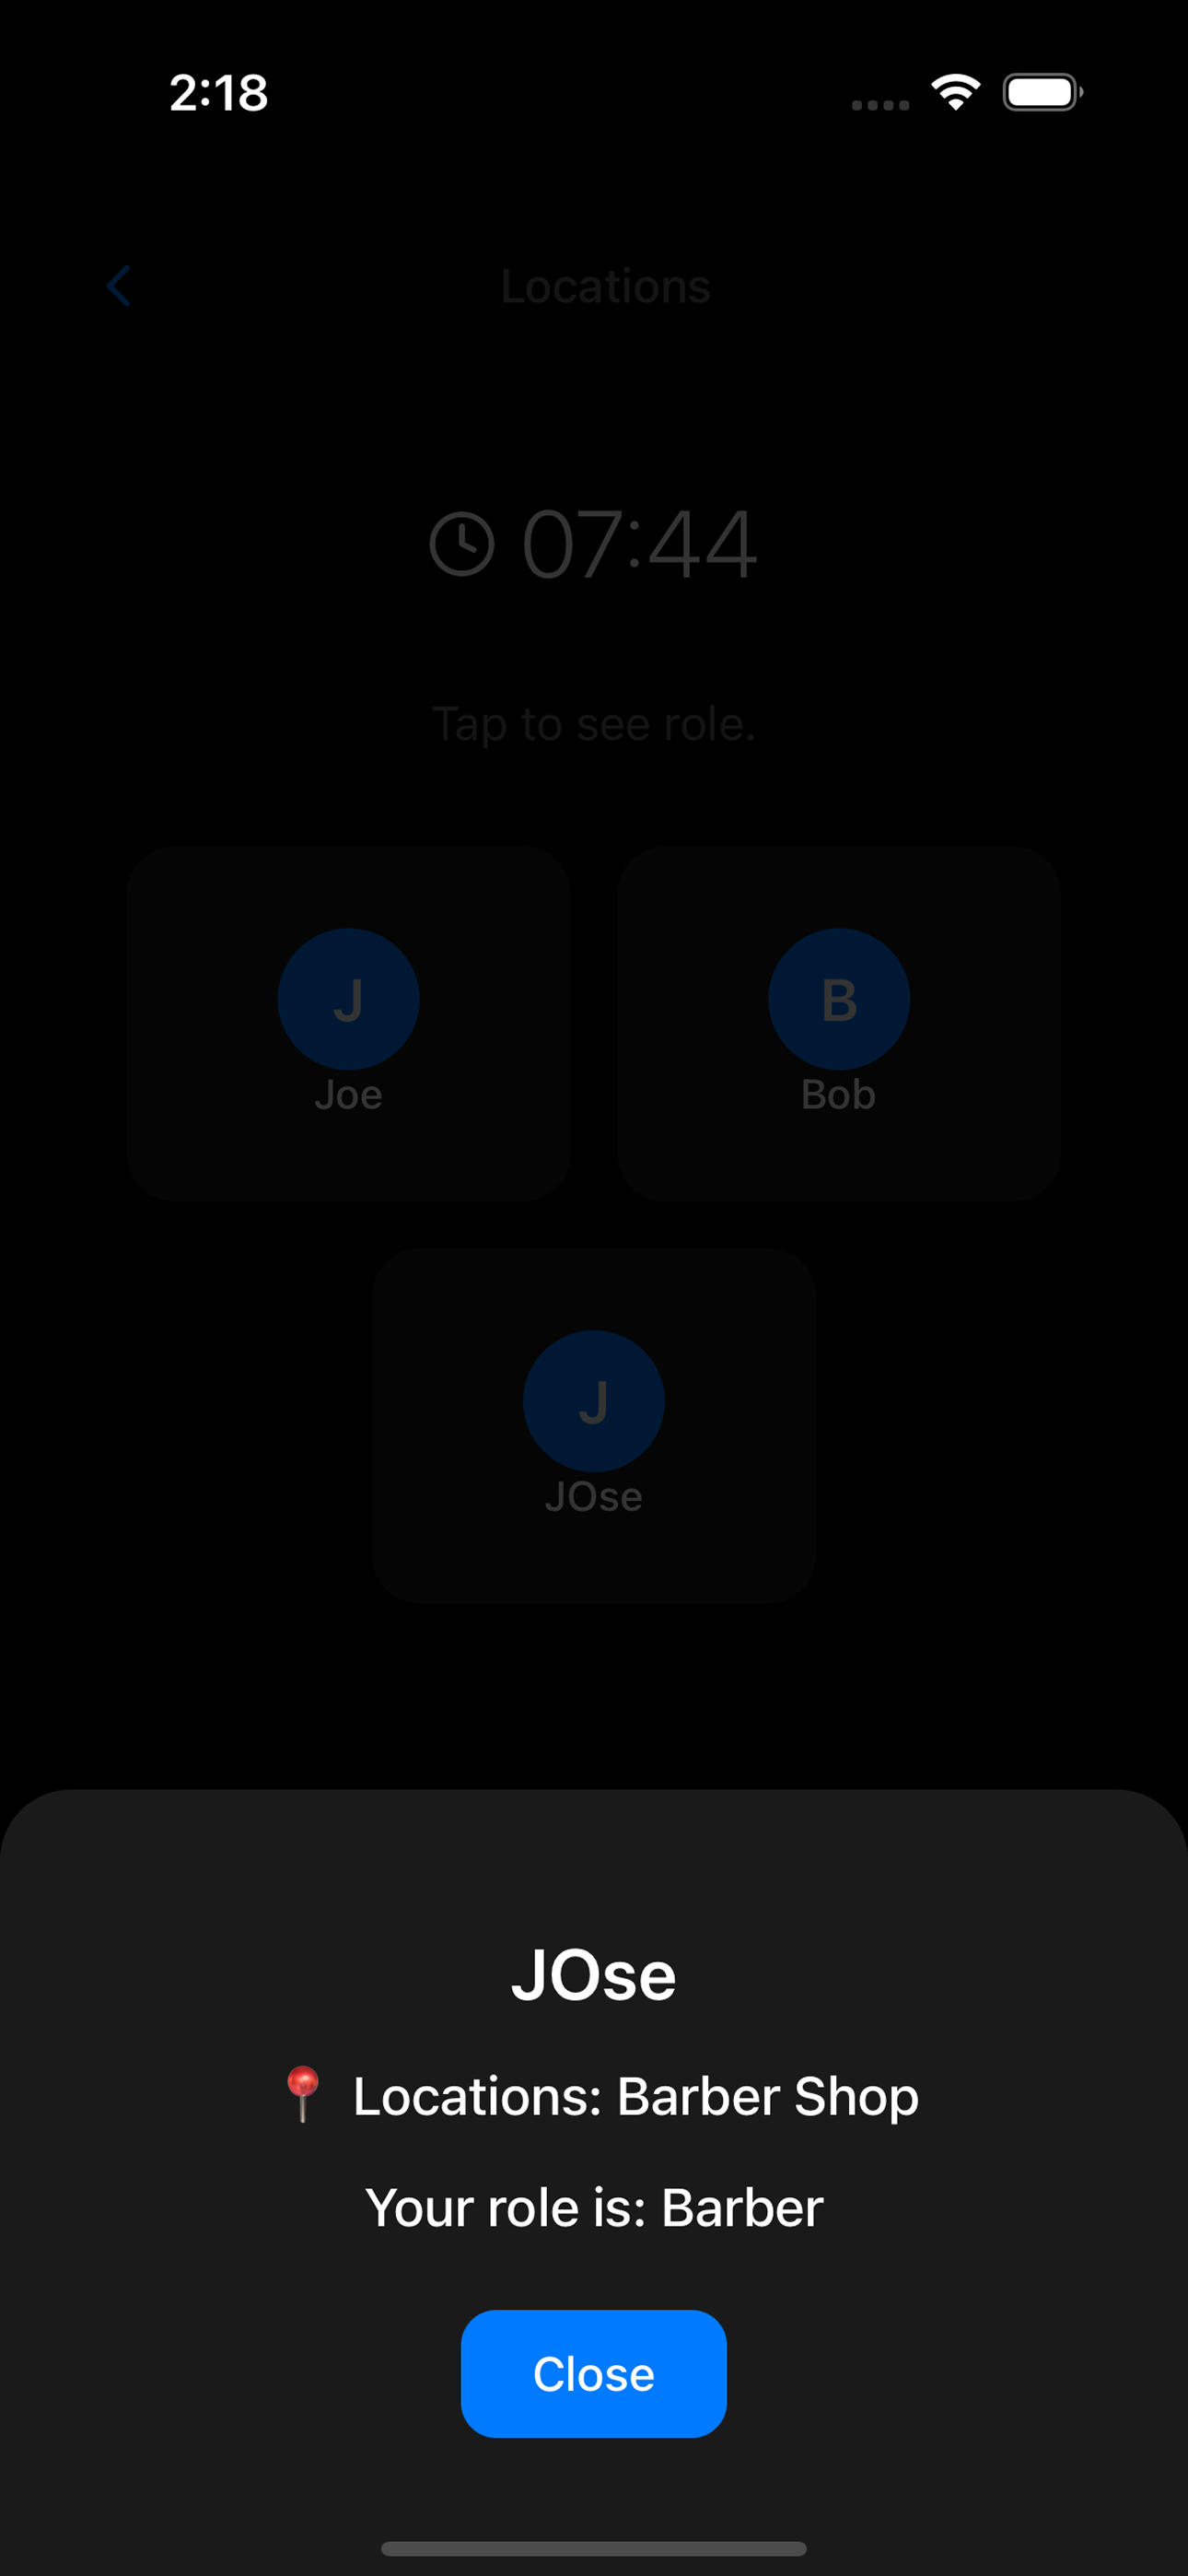 2:18
Locations
07:44
Tap to see role.
J
Joe
B
Bob
J
JOse
JOse
📍 Locations: Barber Shop
Your role is: Barber
Close